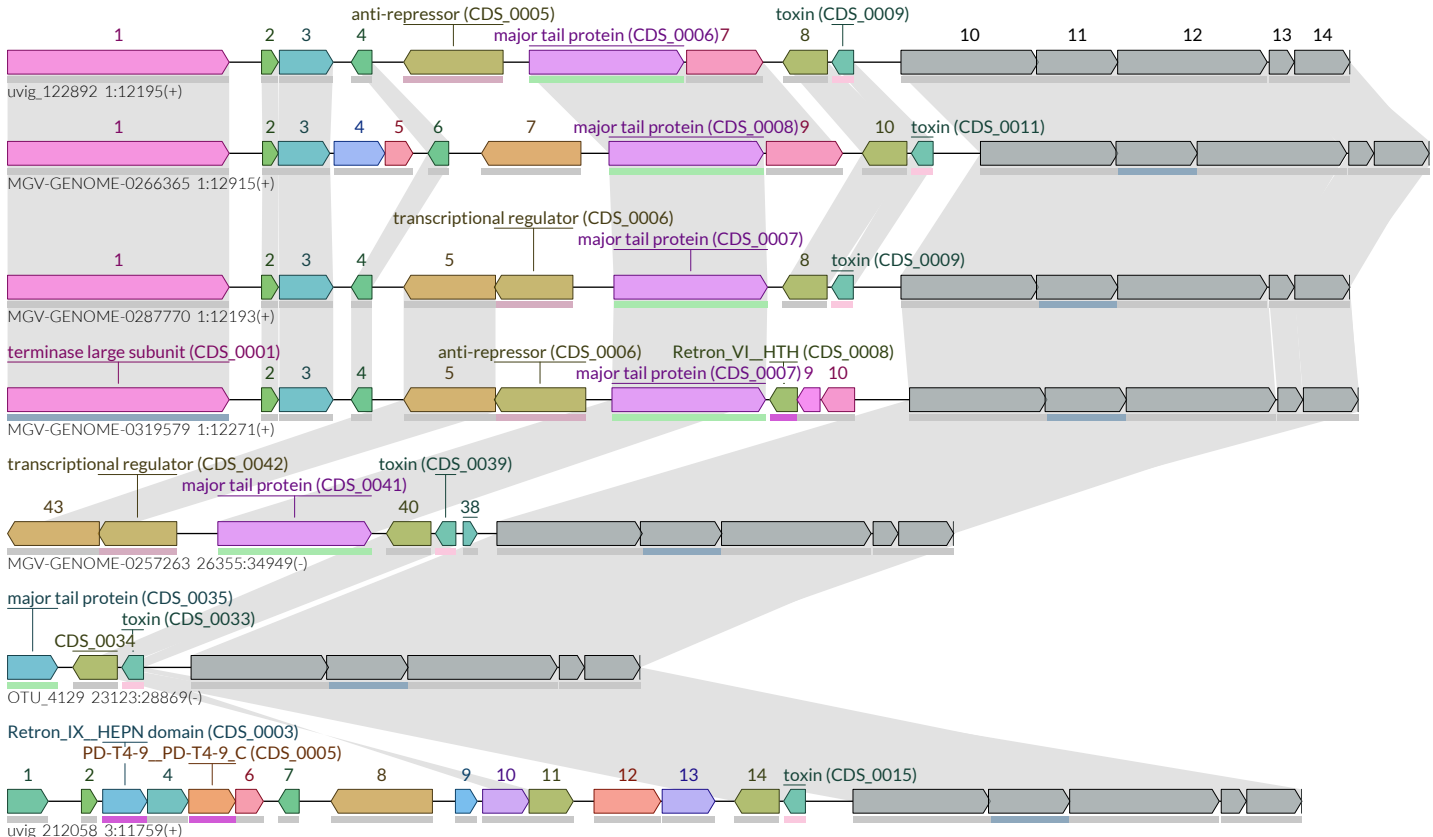 anti-repressor (CDS_0005) toxin (CDS_0009)
1 2 3 4 major tail protein (CDS_0006) 7 8 10 11 12 13 14
uvig_122892 1:12195(+)
1 2 3 4 5 6 7 major tail protein (CDS_0008) 9 10 toxin (CDS_0011)
MGV-GENOME-0266365 1:12915(+)
transcriptional regulator (CDS_0006)
major tail protein (CDS_0007)
1 2 3 4 5 8 toxin (CDS_0009)
MGV-GENOME-0287770 1:12193(+)
terminase large subunit (CDS_0001) anti-repressor (CDS_0006) Retron_VI__HTH (CDS_0008)
2 3 4 5 major tail protein (CDS_0007) 9 10
MGV-GENOME-0319579 1:12271(+)
transcriptional regulator (CDS_0042) toxin (CDS_0039)
major tail protein (CDS_0041)
43 40 38
MGV-GENOME-0257263 26355:34949(-)
major tail protein (CDS_0035)
toxin (CDS_0033)
CDS_0034
OTU_4129 23123:28869(-)
Retron_IX__HEPN domain (CDS_0003)
PD-T4-9__PD-T4-9_C (CDS_0005)
1 2 4 6 7 8 9 10 11 12 13 14 toxin (CDS_0015)
uvig_212058 3:11759(+)